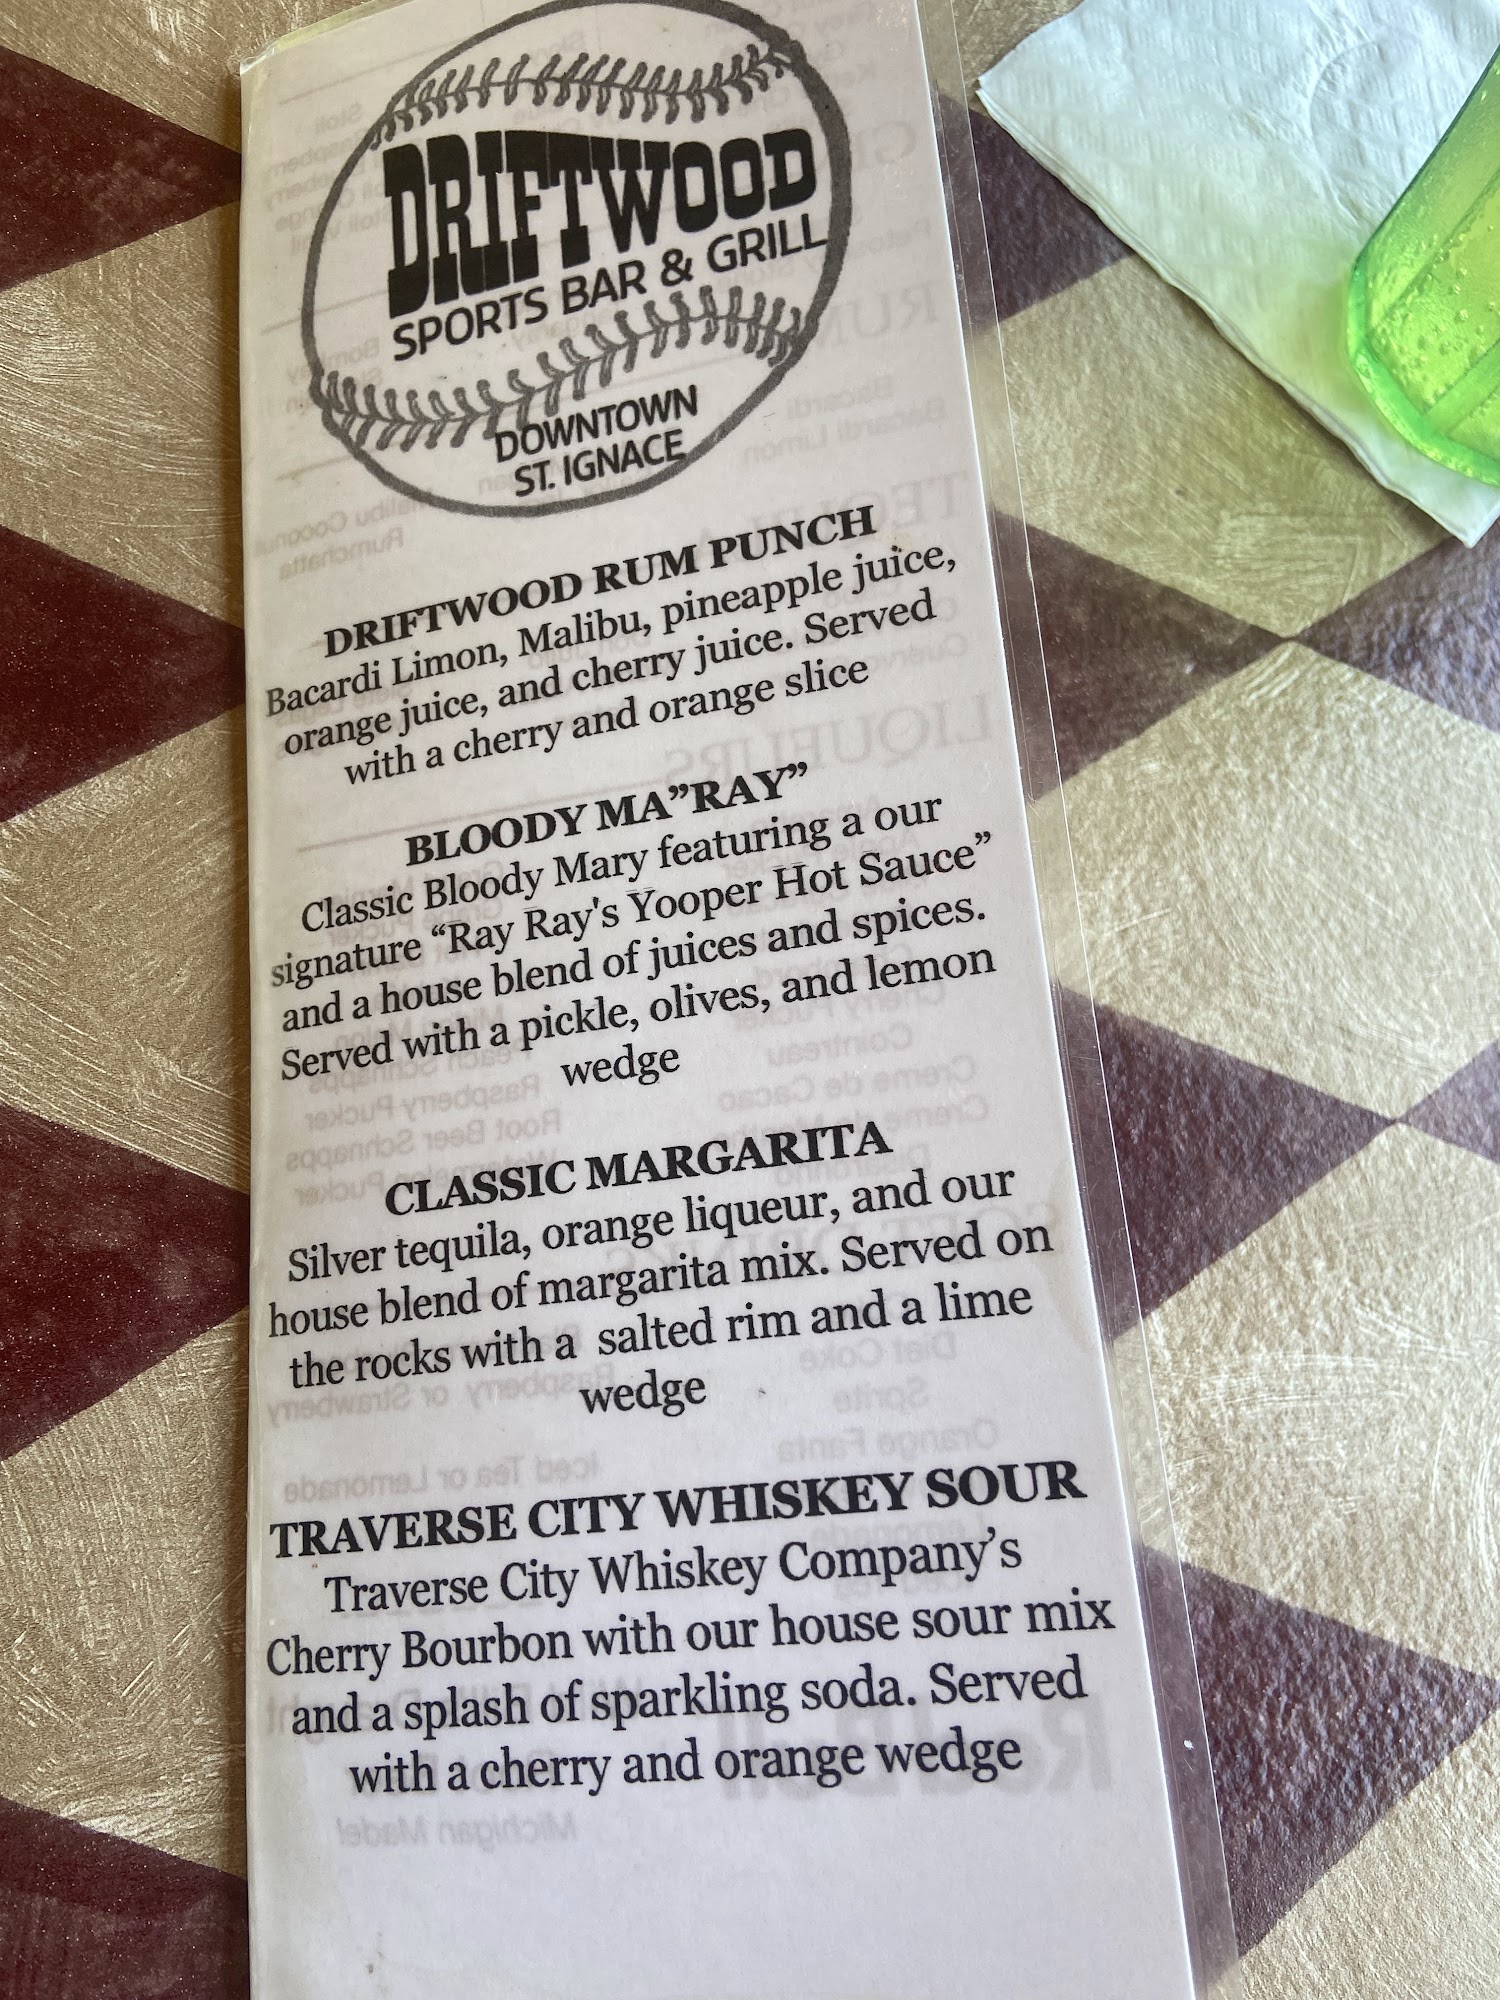 DRIFTWOOD
SPORTS BAR & GRILL
DOWNTOWN
ST. IGNACE
DRIFTWOOD RUM PUNCH
Bacardi Limon, Malibu, pineapple juice,
orange juice, and cherry juice. Served
with a cherry and orange slice
BLOODY MA”RAY”
Classic Bloody Mary featuring a our
signature “Ray Ray's Yooper Hot Sauce”
and a house blend of juices and spices.
Served with a pickle, olives, and lemon
wedge
CLASSIC MARGARITA
Silver tequila, orange liqueur, and our
house blend of margarita mix. Served on
the rocks with a salted rim and a lime
wedge
TRAVERSE CITY WHISKEY SOUR
Traverse City Whiskey Company’s
Cherry Bourbon with our house sour mix
and a splash of sparkling soda. Served
with a cherry and orange wedge